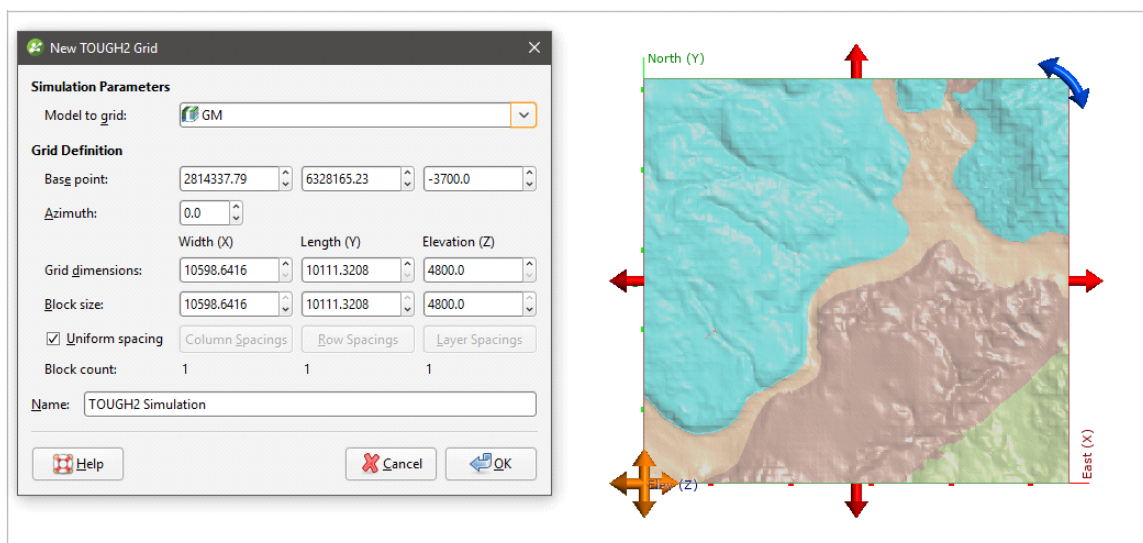 New TOUGH2 Grid
Simulation Parameters
Model to grid: GM
Grid Definition
Base point: 2814337.79 6328165.23 -3700.0
Azimuth: 0.0
Width (X) Length (Y) Elevation (Z)
Grid dimensions: 10598.6416 10111.3208 4800.0
Block size: 10598.6416 10111.3208 4800.0
Uniform spacing Column Spacings Row Spacings Layer Spacings
Block count: 1 1 1
Name: TOUGH2 Simulation
Help Cancel OK
North (Y)
East (X)
(Z)